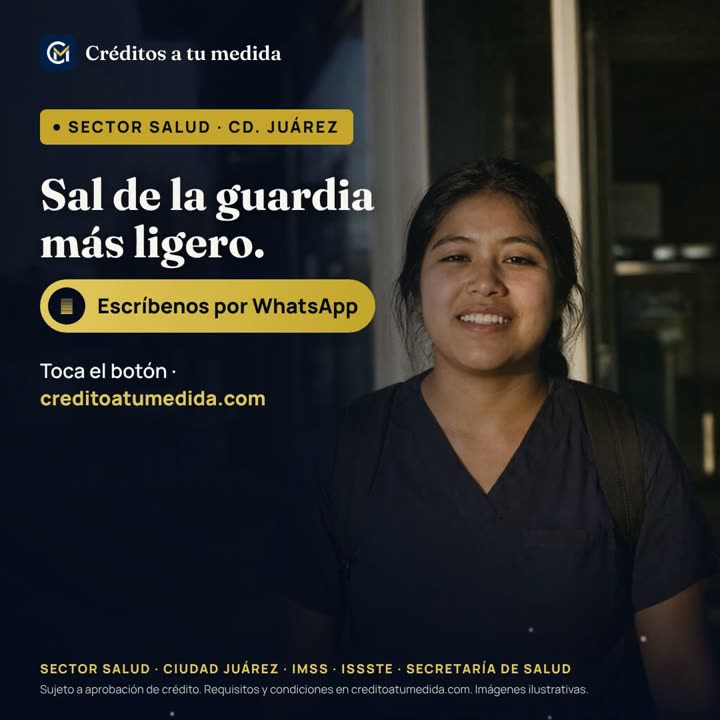 Créditos a tu medida
• SECTOR SALUD · CD. JUÁREZ
Sal de la guardia
más ligero.
Escríbenos por WhatsApp
Toca el botón ·
creditoatumedida.com
SECTOR SALUD · CIUDAD JUÁREZ · IMSS · ISSSTE · SECRETARÍA DE SALUD
Sujeto a aprobación de crédito. Requisitos y condiciones en creditoatumedida.com. Imágenes ilustrativas.